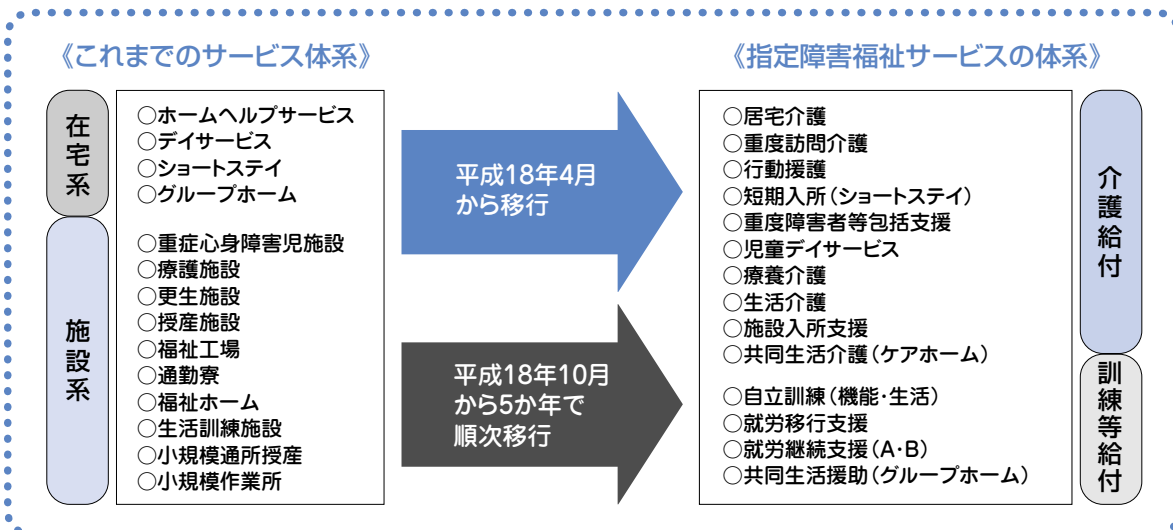 《これまでのサービス体系》
在宅系
○ホームヘルプサービス
○デイサービス
○ショートステイ
○グループホーム
施設系
○重症心身障害児施設
○療護施設
○更生施設
○授産施設
○福祉工場
○通勤寮
○福祉ホーム
○生活訓練施設
○小規模通所授産
○小規模作業所
平成18年4月
から移行
平成18年10月
から5か年で
順次移行
《指定障害福祉サービスの体系》
○居宅介護
○重度訪問介護
○行動援護
○短期入所(ショートステイ)
○重度障害者等包括支援
○児童デイサービス
○療養介護
○生活介護
○施設入所支援
○共同生活介護(ケアホーム)
介護給付
○自立訓練(機能・生活)
○就労移行支援
○就労継続支援(A・B)
○共同生活援助(グループホーム)
訓練等給付